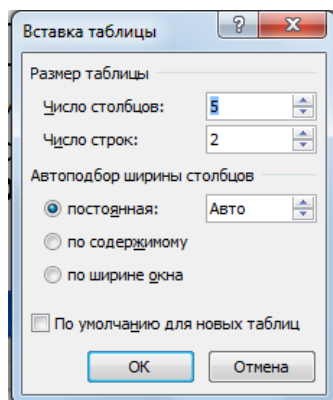 Вставка таблицы
Размер таблицы
Число столбцов: 5
Число строк: 2
Автоподбор ширины столбцов
постоянная: Авто
по содержимому
по ширине окна
По умолчанию для новых таблиц
ОК Отмена